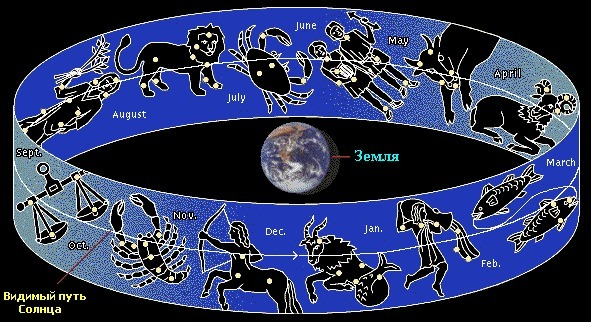 June
May
April
July
August
Sept.
Земля
March
Oct.
Nov.
Dec.
Jan.
Feb.
Видимый путь
Солнца